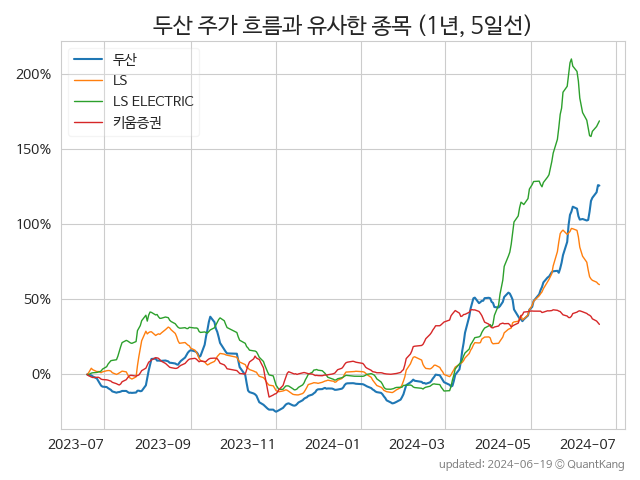 두산 주가 흐름과 유사한 종목 (1년, 5일선)
두산
LS
LS ELECTRIC
키움증권
200%
150%
100%
50%
0%
2023-07 2023-09 2023-11 2024-01 2024-03 2024-05 2024-07
updated: 2024-06-19 © QuantKang